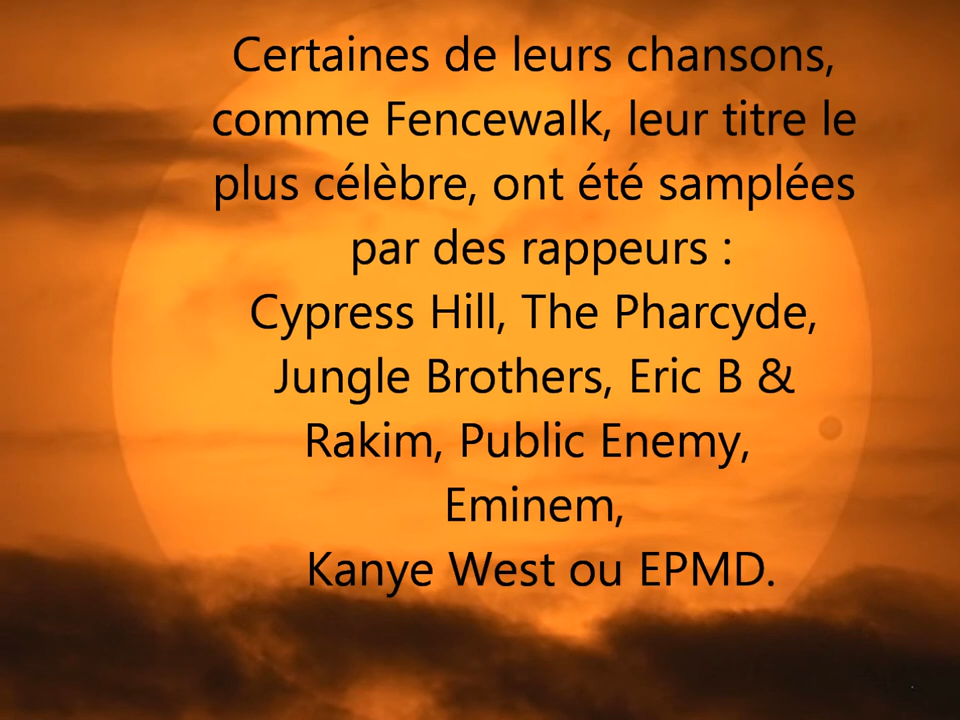 Certaines de leurs chansons,
comme Fencewalk, leur titre le
plus célèbre, ont été samplées
par des rappeurs :
Cypress Hill, The Pharcyde,
Jungle Brothers, Eric B &
Rakim, Public Enemy,
Eminem,
Kanye West ou EPMD.